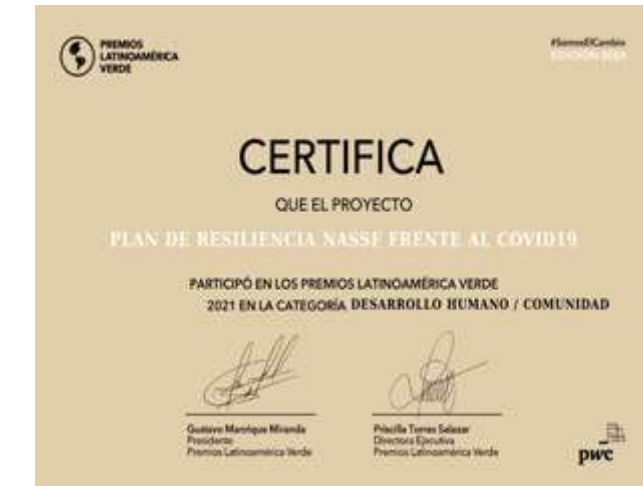 PREMIOS
LATINOAMÉRICA
VERDE
#SomosElCambio
CERTIFICA
QUE EL PROYECTO
PLAN DE RESILIENCIA NASSF FRENTE AL COVID19
PARTICIPÓ EN LOS PREMIOS LATINOAMÉRICA VERDE
2021 EN LA CATEGORÍA DESARROLLO HUMANO / COMUNIDAD
Gustavo Manrique Miranda
Presidente
Premios Latinoamérica Verde
Priscilla Torres Salazar
Directora Ejecutiva
Premios Latinoamérica Verde
pwc